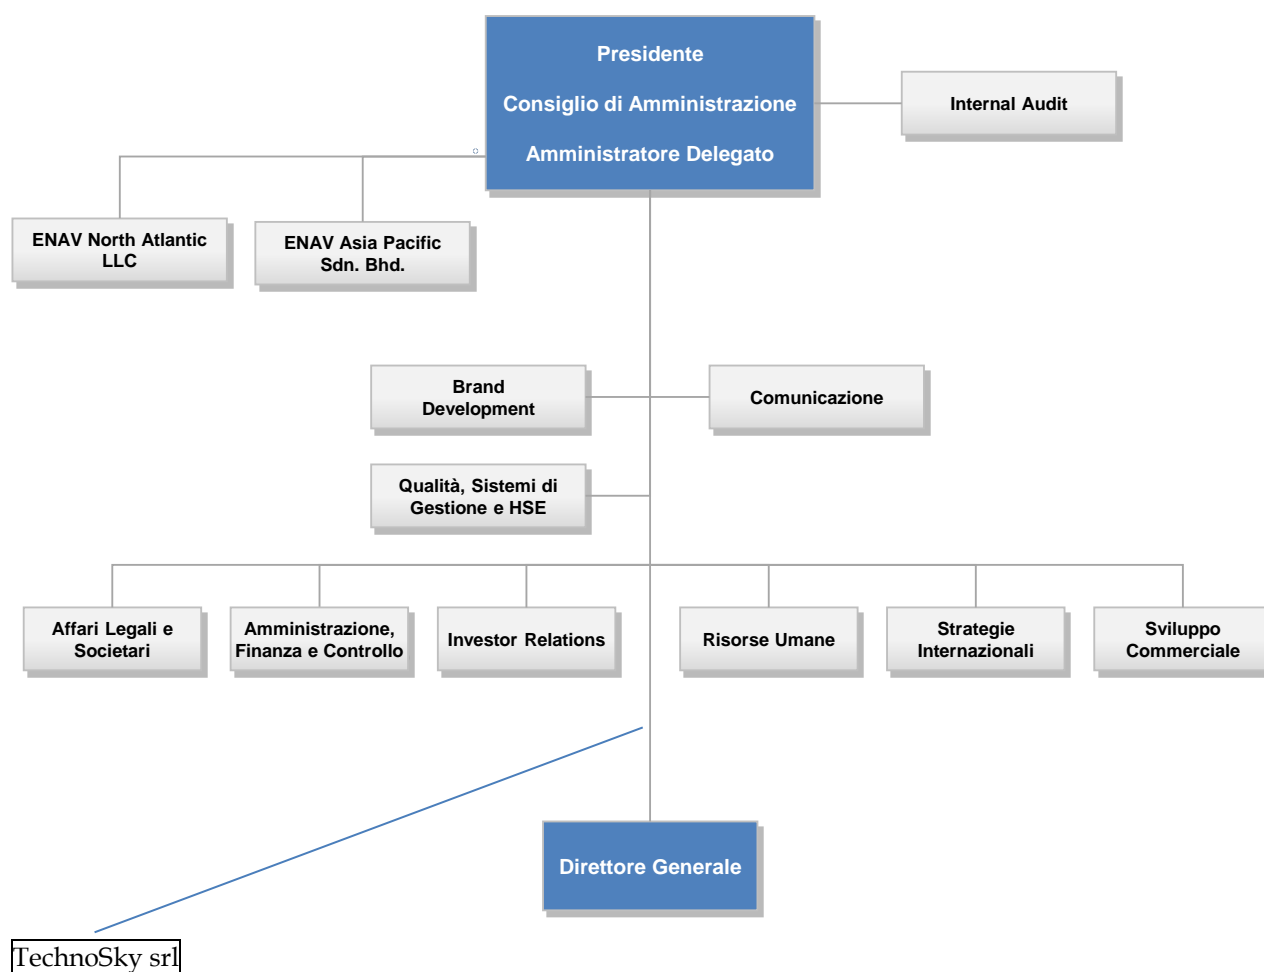 Presidente
Consiglio di Amministrazione
Amministratore Delegato
Internal Audit
ENAV North Atlantic
LLC
ENAV Asia Pacific
Sdn. Bhd.
Brand
Development
Comunicazione
Qualità, Sistemi di
Gestione e HSE
Affari Legali e
Societari
Amministrazione,
Finanza e Controllo
Investor Relations
Risorse Umane
Strategie
Internazionali
Sviluppo
Commerciale
Direttore Generale
TechnoSky srl